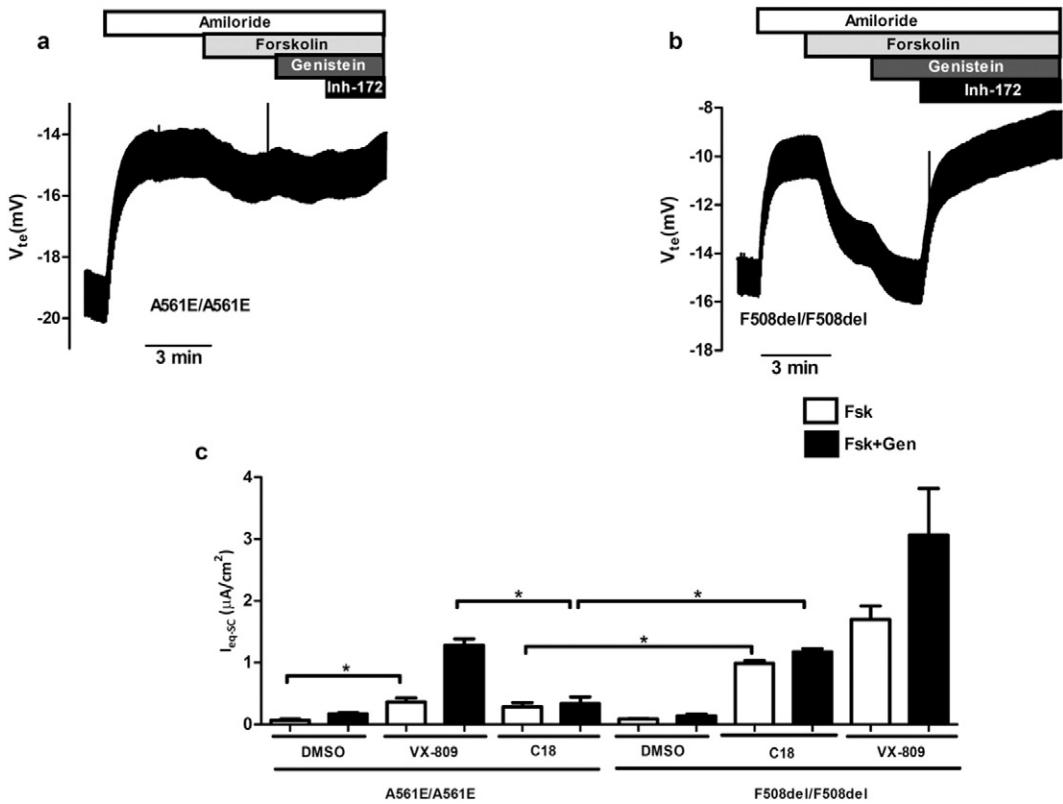 a
Amiloride
Forskolin
Genistein
Inh-172
-14
-16
-18
-20
Vte(mV)
A561E/A561E
3 min
b
Amiloride
Forskolin
Genistein
Inh-172
-8
-10
-12
-14
-16
-18
Vte(mV)
F508del/F508del
3 min
Fsk
Fsk+Gen
c
4
3
2
1
0
Ieq-SC (µA/cm²)
*
*
*
*
DMSO
VX-809
C18
DMSO
C18
VX-809
A561E/A561E
F508del/F508del